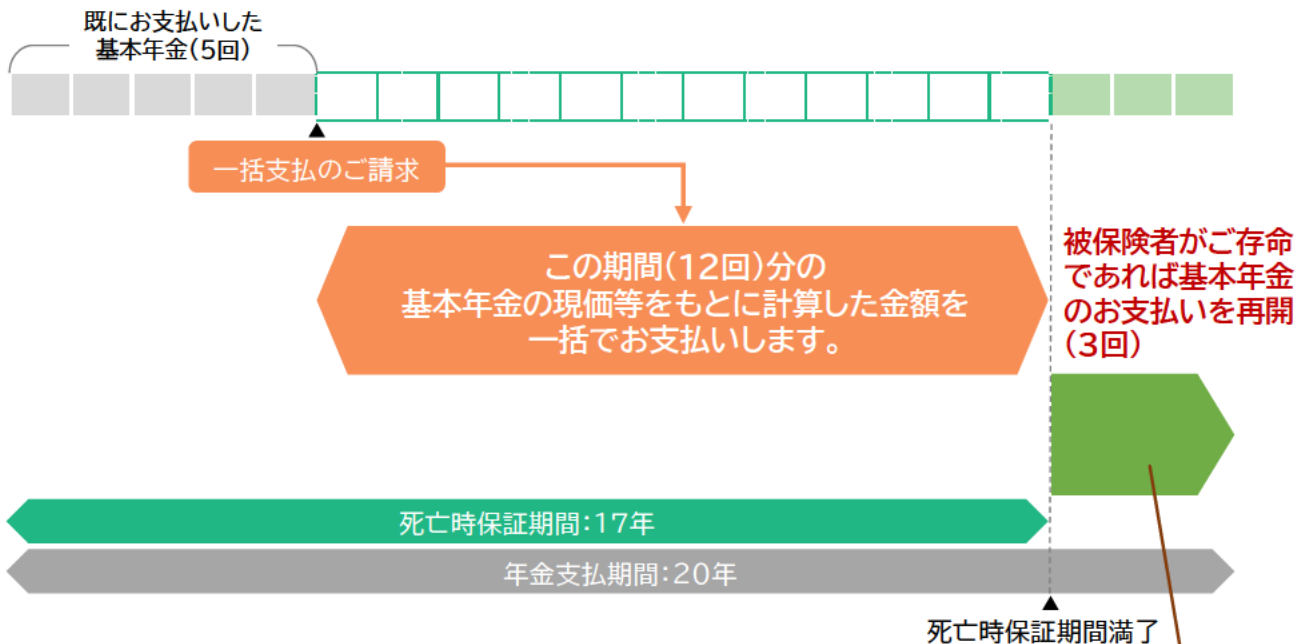 既にお支払いした
基本年金(5回)
一括支払のご請求
この期間(12回)分の
基本年金の現価等をもとに計算した金額を
一括でお支払いします。
被保険者がご存命
であれば基本年金
のお支払いを再開
(3回)
死亡時保証期間:17年
年金支払期間:20年
死亡時保証期間満了